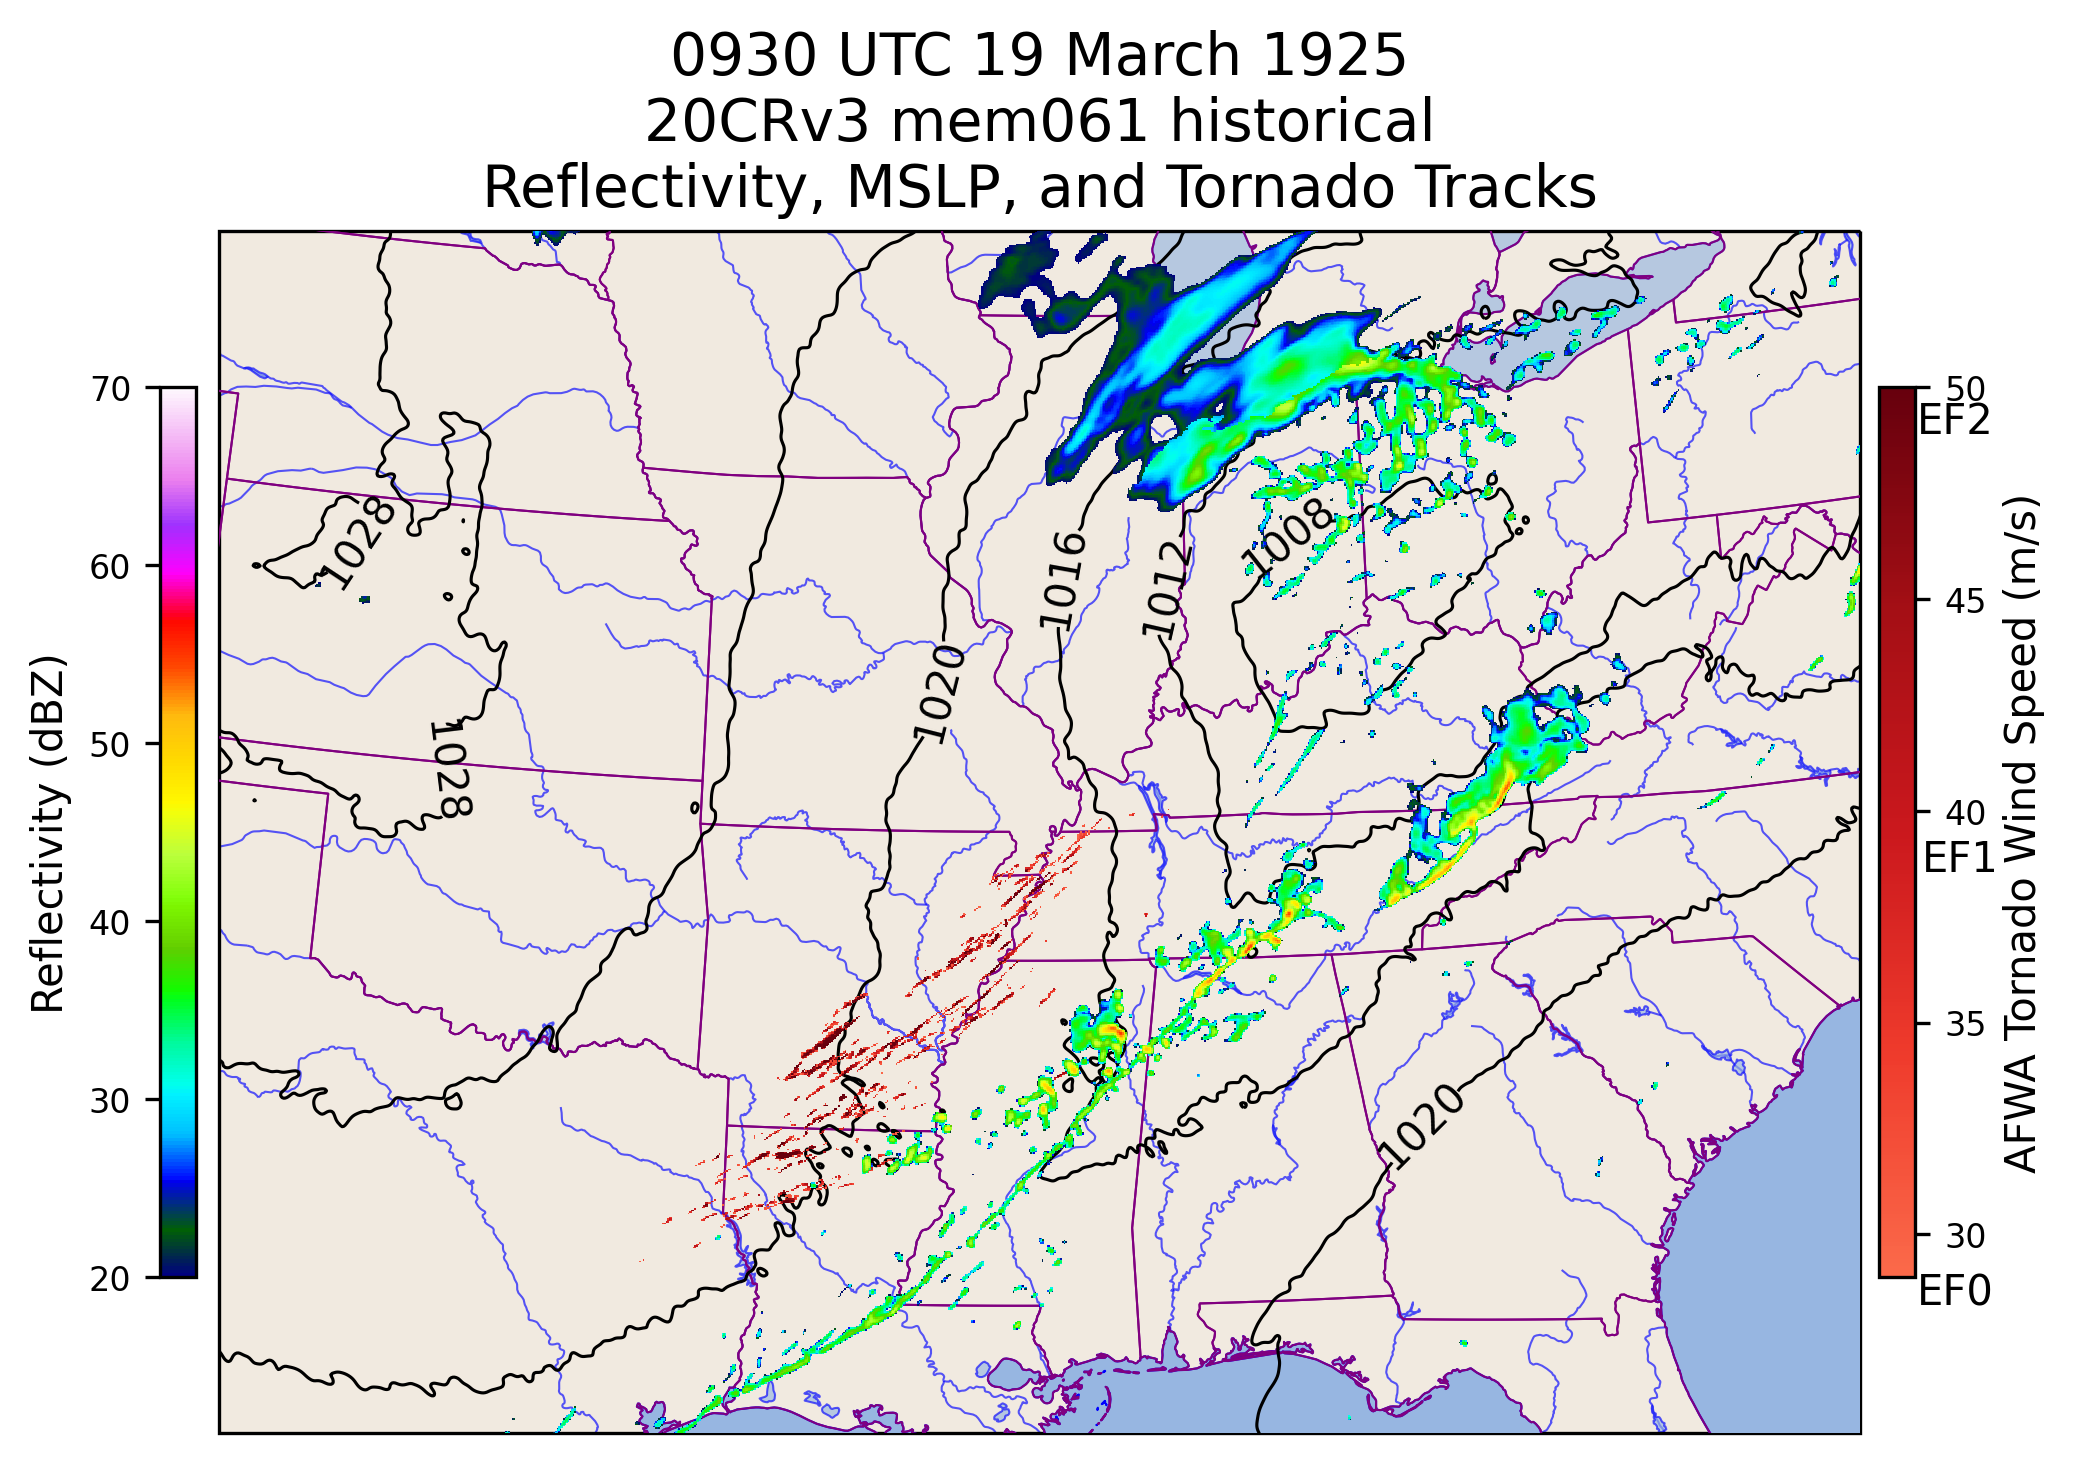 0930 UTC 19 March 1925
20CRv3 mem061 historical
Reflectivity, MSLP, and Tornado Tracks
Reflectivity (dBZ)
70
60
50
40
30
20
1028
1028
1020
1016
1012
1008
1020
50
EF2
45
40
EF1
35
30
EF0
AFWA Tornado Wind Speed (m/s)